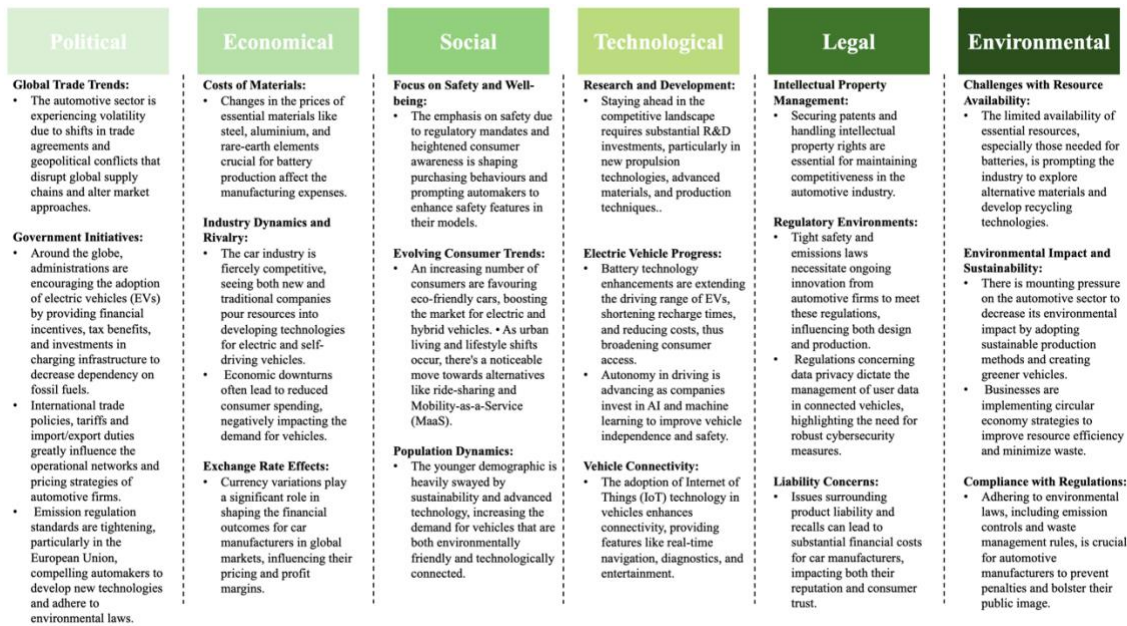 Political
Global Trade Trends:
• The automotive sector is
experiencing volatility
due to shifts in trade
agreements and
geopolitical conflicts that
disrupt global supply
chains and alter market
approaches.
Government Initiatives:
• Around the globe,
administrations are
encouraging the adoption
of electric vehicles (EVs)
by providing financial
incentives, tax benefits,
and investments in
charging infrastructure to
decrease dependency on
fossil fuels.
• International trade
policies, tariffs and
import/export duties
greatly influence the
operational networks and
pricing strategies of
automotive firms.
• Emission regulation
standards are tightening,
particularly in the
European Union,
compelling automakers to
develop new technologies
and adhere to
environmental laws.
Economical
Costs of Materials:
• Changes in the prices of
essential materials like
steel, aluminium, and
rare-earth elements
crucial for battery
production affect the
manufacturing expenses.
Industry Dynamics and
Rivalry:
• The car industry is
fiercely competitive,
seeing both new and
traditional companies
pour resources into
developing technologies
for electric and self-
driving vehicles.
• Economic downturns
often lead to reduced
consumer spending,
negatively impacting the
demand for vehicles.
Exchange Rate Effects:
• Currency variations play
a significant role in
shaping the financial
outcomes for car
manufacturers in global
markets, influencing their
pricing and profit
margins.
Social
Focus on Safety and Well-
being:
• The emphasis on safety due
to regulatory mandates and
heightened consumer
awareness is shaping
purchasing behaviours and
prompting automakers to
enhance safety features in
their models.
Evolving Consumer Trends:
• An increasing number of
consumers are favouring
eco-friendly cars, boosting
the market for electric and
hybrid vehicles. • As urban
living and lifestyle shifts
occur, there's a noticeable
move towards alternatives
like ride-sharing and
Mobility-as-a-Service
(MaaS).
Population Dynamics:
• The younger demographic is
heavily swayed by
sustainability and advanced
technology, increasing the
demand for vehicles that are
both environmentally
friendly and technologically
connected.
Technological
Research and Development:
• Staying ahead in the
competitive landscape
requires substantial R&D
investments, particularly in
new propulsion
technologies, advanced
materials, and production
techniques..
Electric Vehicle Progress:
• Battery technology
enhancements are extending
the driving range of EVs,
shortening recharge times,
and reducing costs, thus
broadening consumer
access.
• Autonomy in driving is
advancing as companies
invest in AI and machine
learning to improve vehicle
independence and safety.
Vehicle Connectivity:
• The adoption of Internet of
Things (IoT) technology in
vehicles enhances
connectivity, providing
features like real-time
navigation, diagnostics, and
entertainment.
Legal
Intellectual Property
Management:
• Securing patents and
handling intellectual
property rights are
essential for maintaining
competitiveness in the
automotive industry.
Regulatory Environments:
• Tight safety and
emissions laws
necessitate ongoing
innovation from
automotive firms to meet
these regulations,
influencing both design
and production.
• Regulations concerning
data privacy dictate the
management of user data
in connected vehicles,
highlighting the need for
robust cybersecurity
measures.
Liability Concerns:
• Issues surrounding
product liability and
recalls can lead to
substantial financial costs
for car manufacturers,
impacting both their
reputation and consumer
trust.
Environmental
Challenges with Resource
Availability:
• The limited availability of
essential resources,
especially those needed for
batteries, is prompting the
industry to explore
alternative materials and
develop recycling
technologies.
Environmental Impact and
Sustainability:
• There is mounting pressure
on the automotive sector to
decrease its environmental
impact by adopting
sustainable production
methods and creating
greener vehicles.
• Businesses are
implementing circular
economy strategies to
improve resource efficiency
and minimize waste.
Compliance with Regulations:
• Adhering to environmental
laws, including emission
controls and waste
management rules, is crucial
for automotive
manufacturers to prevent
penalties and bolster their
public image.